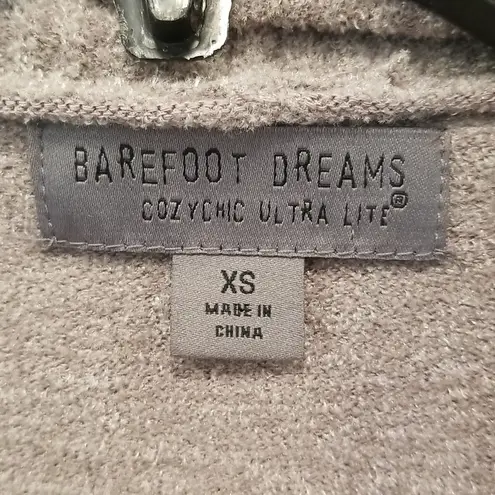 BAREFOOT DREAMS
COZYCHIC ULTRA LITE®
XS
MADE IN
CHINA